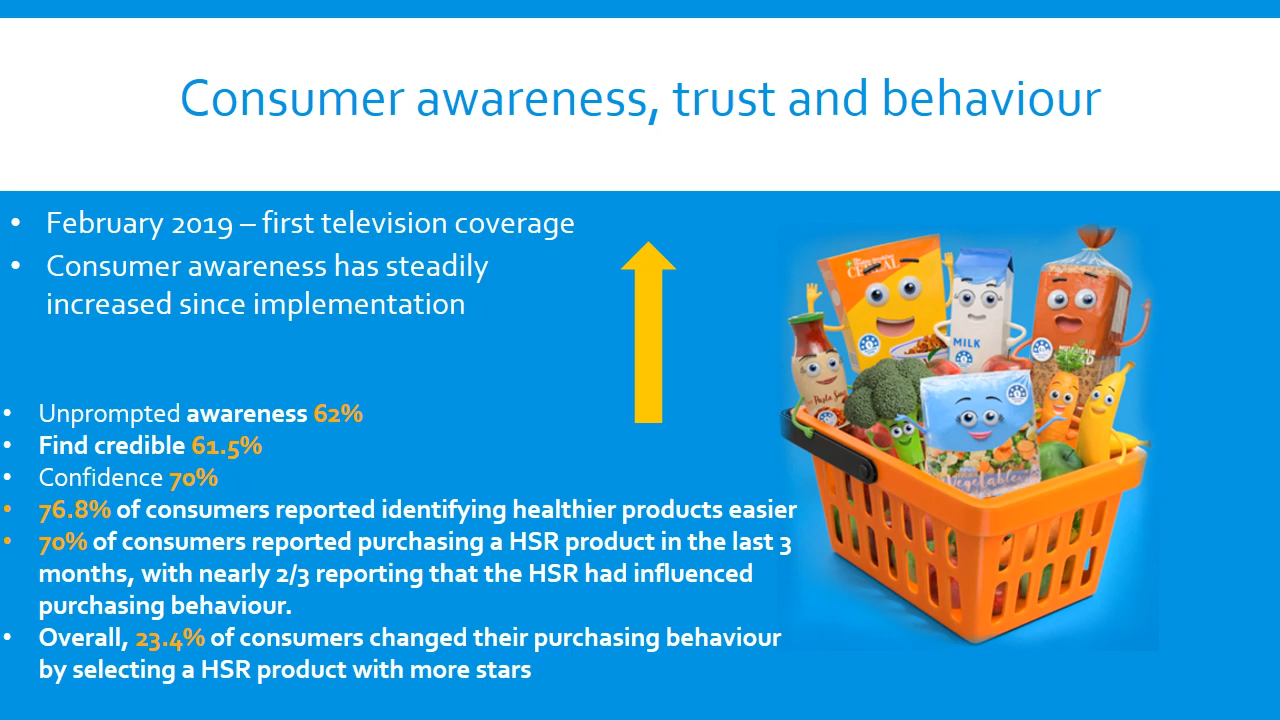 Consumer awareness, trust and behaviour
• February 2019 – first television coverage
• Consumer awareness has steadily
increased since implementation
• Unprompted awareness 62%
• Find credible 61.5%
• Confidence 70%
• 76.8% of consumers reported identifying healthier products easier
• 70% of consumers reported purchasing a HSR product in the last 3
months, with nearly 2/3 reporting that the HSR had influenced
purchasing behaviour.
• Overall, 23.4% of consumers changed their purchasing behaviour
by selecting a HSR product with more stars
CEREAL
MILK
Pasta
Vegetables